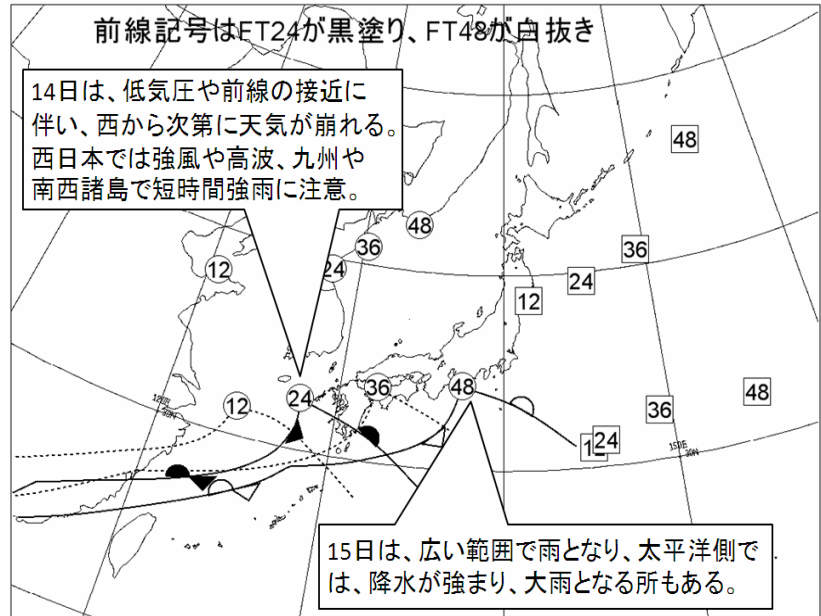 前線記号はFT24が黒塗り、FT48が白抜き
14日は、低気圧や前線の接近に
伴い、西から次第に天気が崩れる。
西日本では強風や高波、九州や
南西諸島で短時間強雨に注意。
48
48
36
36
12
24
24
12
12
24
36
48
36
48
12
24
120E
30N
150E
30N
15日は、広い範囲で雨となり、太平洋側で
は、降水が強まり、大雨となる所もある。